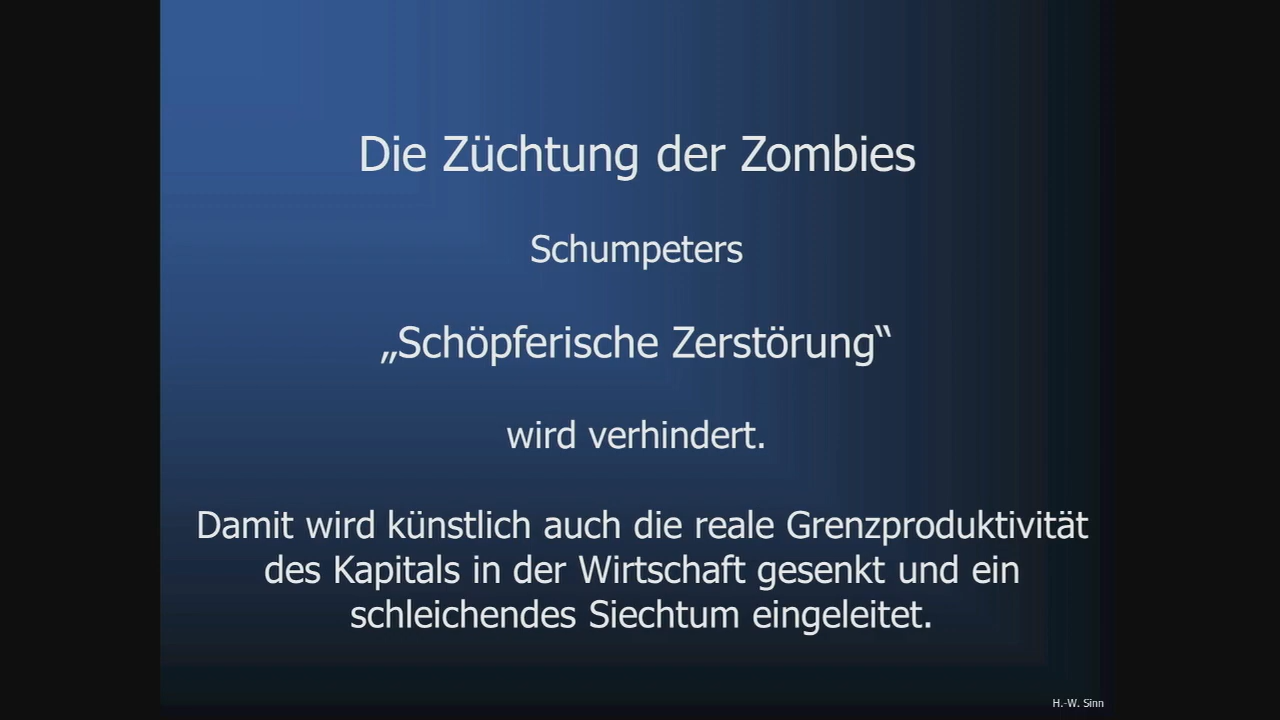 Die Züchtung der Zombies
Schumpeters
„Schöpferische Zerstörung“
wird verhindert.
Damit wird künstlich auch die reale Grenzproduktivität
des Kapitals in der Wirtschaft gesenkt und ein
schleichendes Siechtum eingeleitet.
H.-W. Sinn